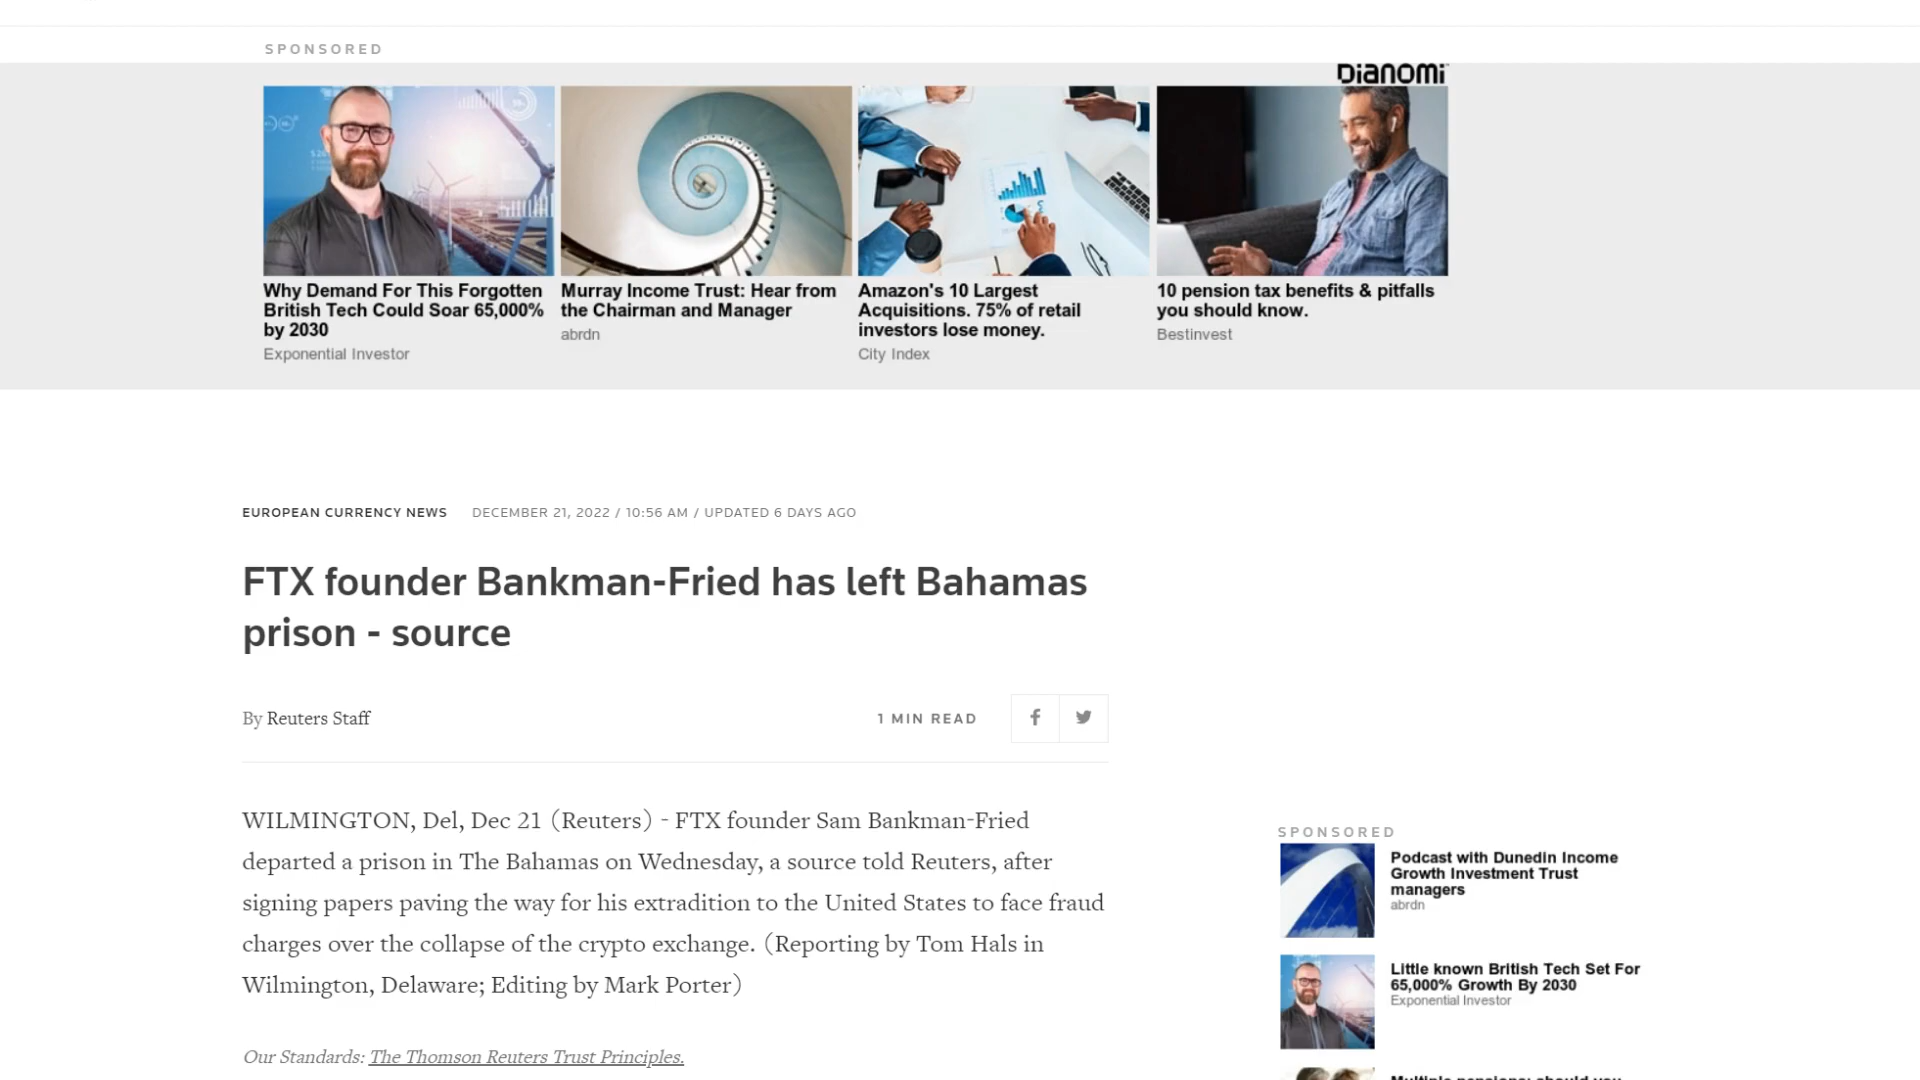 SPONSORED
DIANOMI
Why Demand For This Forgotten
British Tech Could Soar 65,000%
by 2030
Exponential Investor
Murray Income Trust: Hear from
the Chairman and Manager
abrdn
Amazon's 10 Largest
Acquisitions. 75% of retail
investors lose money.
City Index
10 pension tax benefits & pitfalls
you should know.
Bestinvest
EUROPEAN CURRENCY NEWS DECEMBER 21, 2022 / 10:56 AM / UPDATED 6 DAYS AGO
FTX founder Bankman-Fried has left Bahamas
prison - source
By Reuters Staff
1 MIN READ
WILMINGTON, Del, Dec 21 (Reuters) - FTX founder Sam Bankman-Fried
departed a prison in The Bahamas on Wednesday, a source told Reuters, after
signing papers paving the way for his extradition to the United States to face fraud
charges over the collapse of the crypto exchange. (Reporting by Tom Hals in
Wilmington, Delaware; Editing by Mark Porter)
Our Standards: The Thomson Reuters Trust Principles.
SPONSORED
Podcast with Dunedin Income
Growth Investment Trust
managers
abrdn
Little known British Tech Set For
65,000% Growth By 2030
Exponential Investor